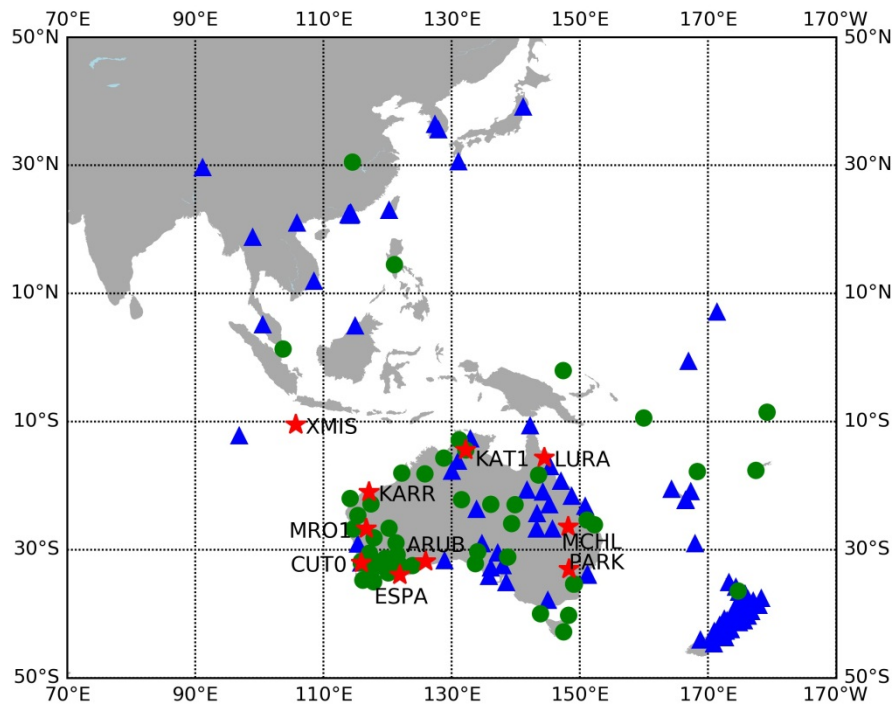 70°E 90°E 110°E 130°E 150°E 170°E 170°W
50°N 50°N
30°N 30°N
10°N 10°N
10°S 10°S
XMIS
KAT1 LURA
KARR
MRO1 ARUB MCHL
30°S 30°S
CUT0 PARK
ESPA
50°S 50°S
70°E 90°E 110°E 130°E 150°E 170°E 170°W